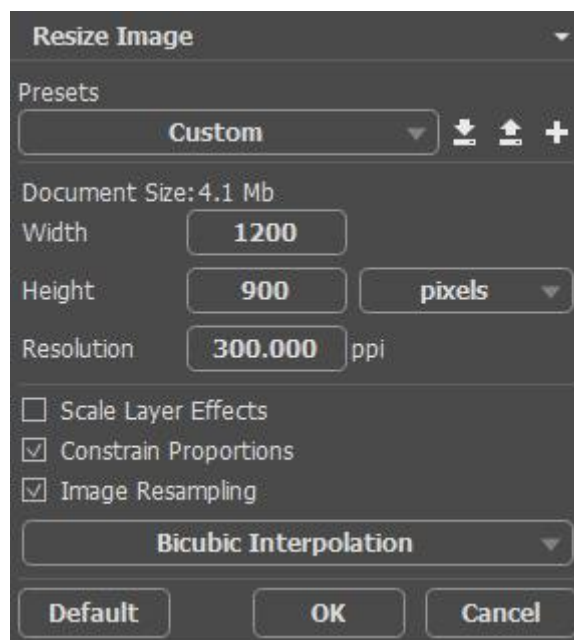 Resize Image
Presets
Custom
Document Size: 4.1 Mb
Width 1200
Height 900 pixels
Resolution 300.000 ppi
Scale Layer Effects
Constrain Proportions
Image Resampling
Bicubic Interpolation
Default OK Cancel